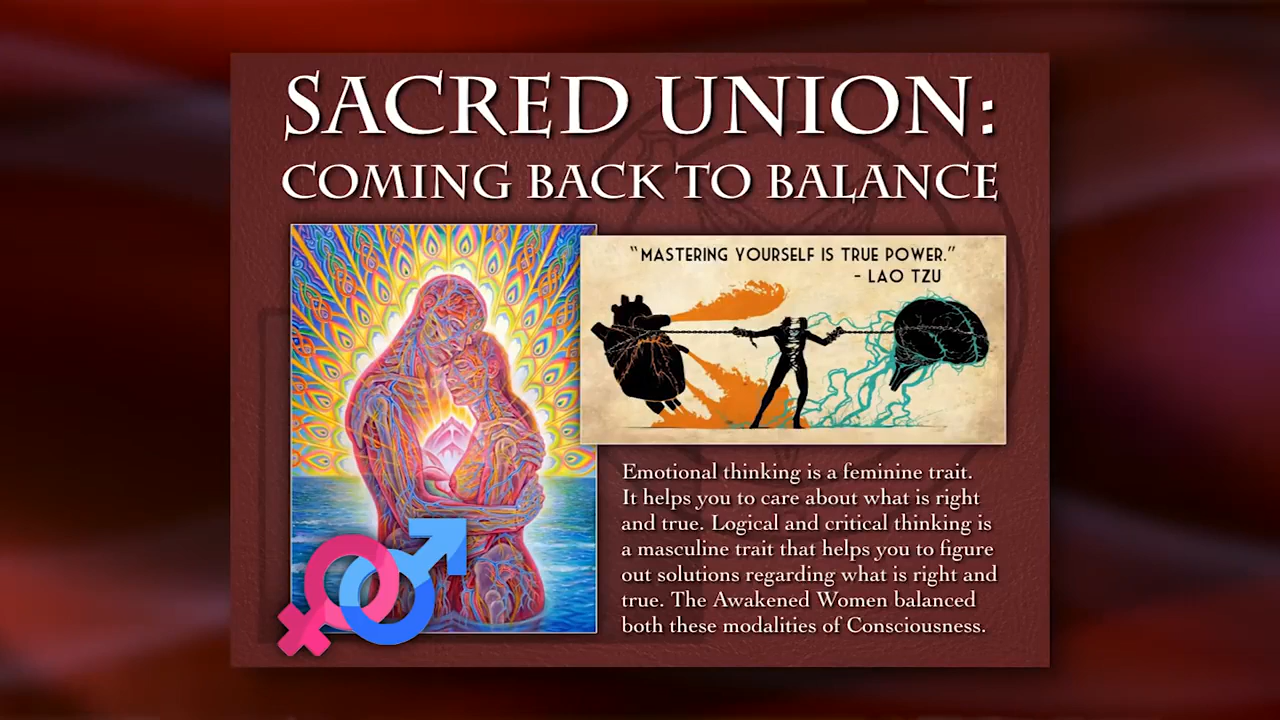 SACRED UNION:
COMING BACK TO BALANCE
"MASTERING YOURSELF IS TRUE POWER."
- LAO TZU
Emotional thinking is a feminine trait.
It helps you to care about what is right
and true. Logical and critical thinking is
a masculine trait that helps you to figure
out solutions regarding what is right and
true. The Awakened Women balanced
both these modalities of Consciousness.